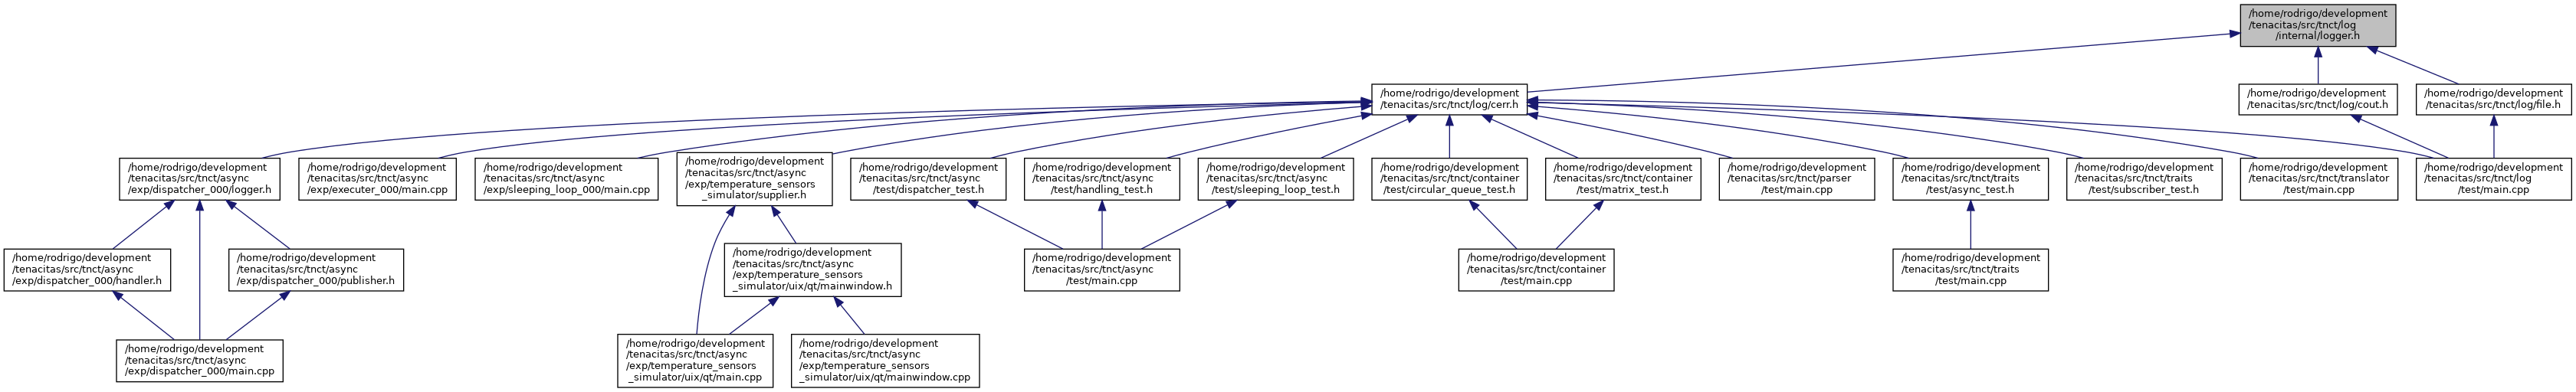 /home/rodrigo/development
/tenacitas/src/tnct/log
/internal/logger.h
/home/rodrigo/development
/tenacitas/src/tnct/log/cerr.h
/home/rodrigo/development
/tenacitas/src/tnct/log/cout.h
/home/rodrigo/development
/tenacitas/src/tnct/log/file.h
/home/rodrigo/development
/tenacitas/src/tnct/async
/exp/dispatcher_000/logger.h
/home/rodrigo/development
/tenacitas/src/tnct/async
/exp/executer_000/main.cpp
/home/rodrigo/development
/tenacitas/src/tnct/async
/exp/sleeping_loop_000/main.cpp
/home/rodrigo/development
/tenacitas/src/tnct/async
/exp/temperature_sensors
_simulator/supplier.h
/home/rodrigo/development
/tenacitas/src/tnct/async
/test/dispatcher_test.h
/home/rodrigo/development
/tenacitas/src/tnct/async
/test/handling_test.h
/home/rodrigo/development
/tenacitas/src/tnct/async
/test/sleeping_loop_test.h
/home/rodrigo/development
/tenacitas/src/tnct/container
/test/circular_queue_test.h
/home/rodrigo/development
/tenacitas/src/tnct/container
/test/matrix_test.h
/home/rodrigo/development
/tenacitas/src/tnct/parser
/test/main.cpp
/home/rodrigo/development
/tenacitas/src/tnct/traits
/test/async_test.h
/home/rodrigo/development
/tenacitas/src/tnct/traits
/test/subscriber_test.h
/home/rodrigo/development
/tenacitas/src/tnct/translator
/test/main.cpp
/home/rodrigo/development
/tenacitas/src/tnct/log
/test/main.cpp
/home/rodrigo/development
/tenacitas/src/tnct/async
/exp/dispatcher_000/handler.h
/home/rodrigo/development
/tenacitas/src/tnct/async
/exp/dispatcher_000/publisher.h
/home/rodrigo/development
/tenacitas/src/tnct/async
/exp/temperature_sensors
_simulator/uix/qt/mainwindow.h
/home/rodrigo/development
/tenacitas/src/tnct/async
/test/main.cpp
/home/rodrigo/development
/tenacitas/src/tnct/container
/test/main.cpp
/home/rodrigo/development
/tenacitas/src/tnct/traits
/test/main.cpp
/home/rodrigo/development
/tenacitas/src/tnct/async
/exp/dispatcher_000/main.cpp
/home/rodrigo/development
/tenacitas/src/tnct/async
/exp/temperature_sensors
_simulator/uix/qt/main.cpp
/home/rodrigo/development
/tenacitas/src/tnct/async
/exp/temperature_sensors
_simulator/uix/qt/mainwindow.cpp